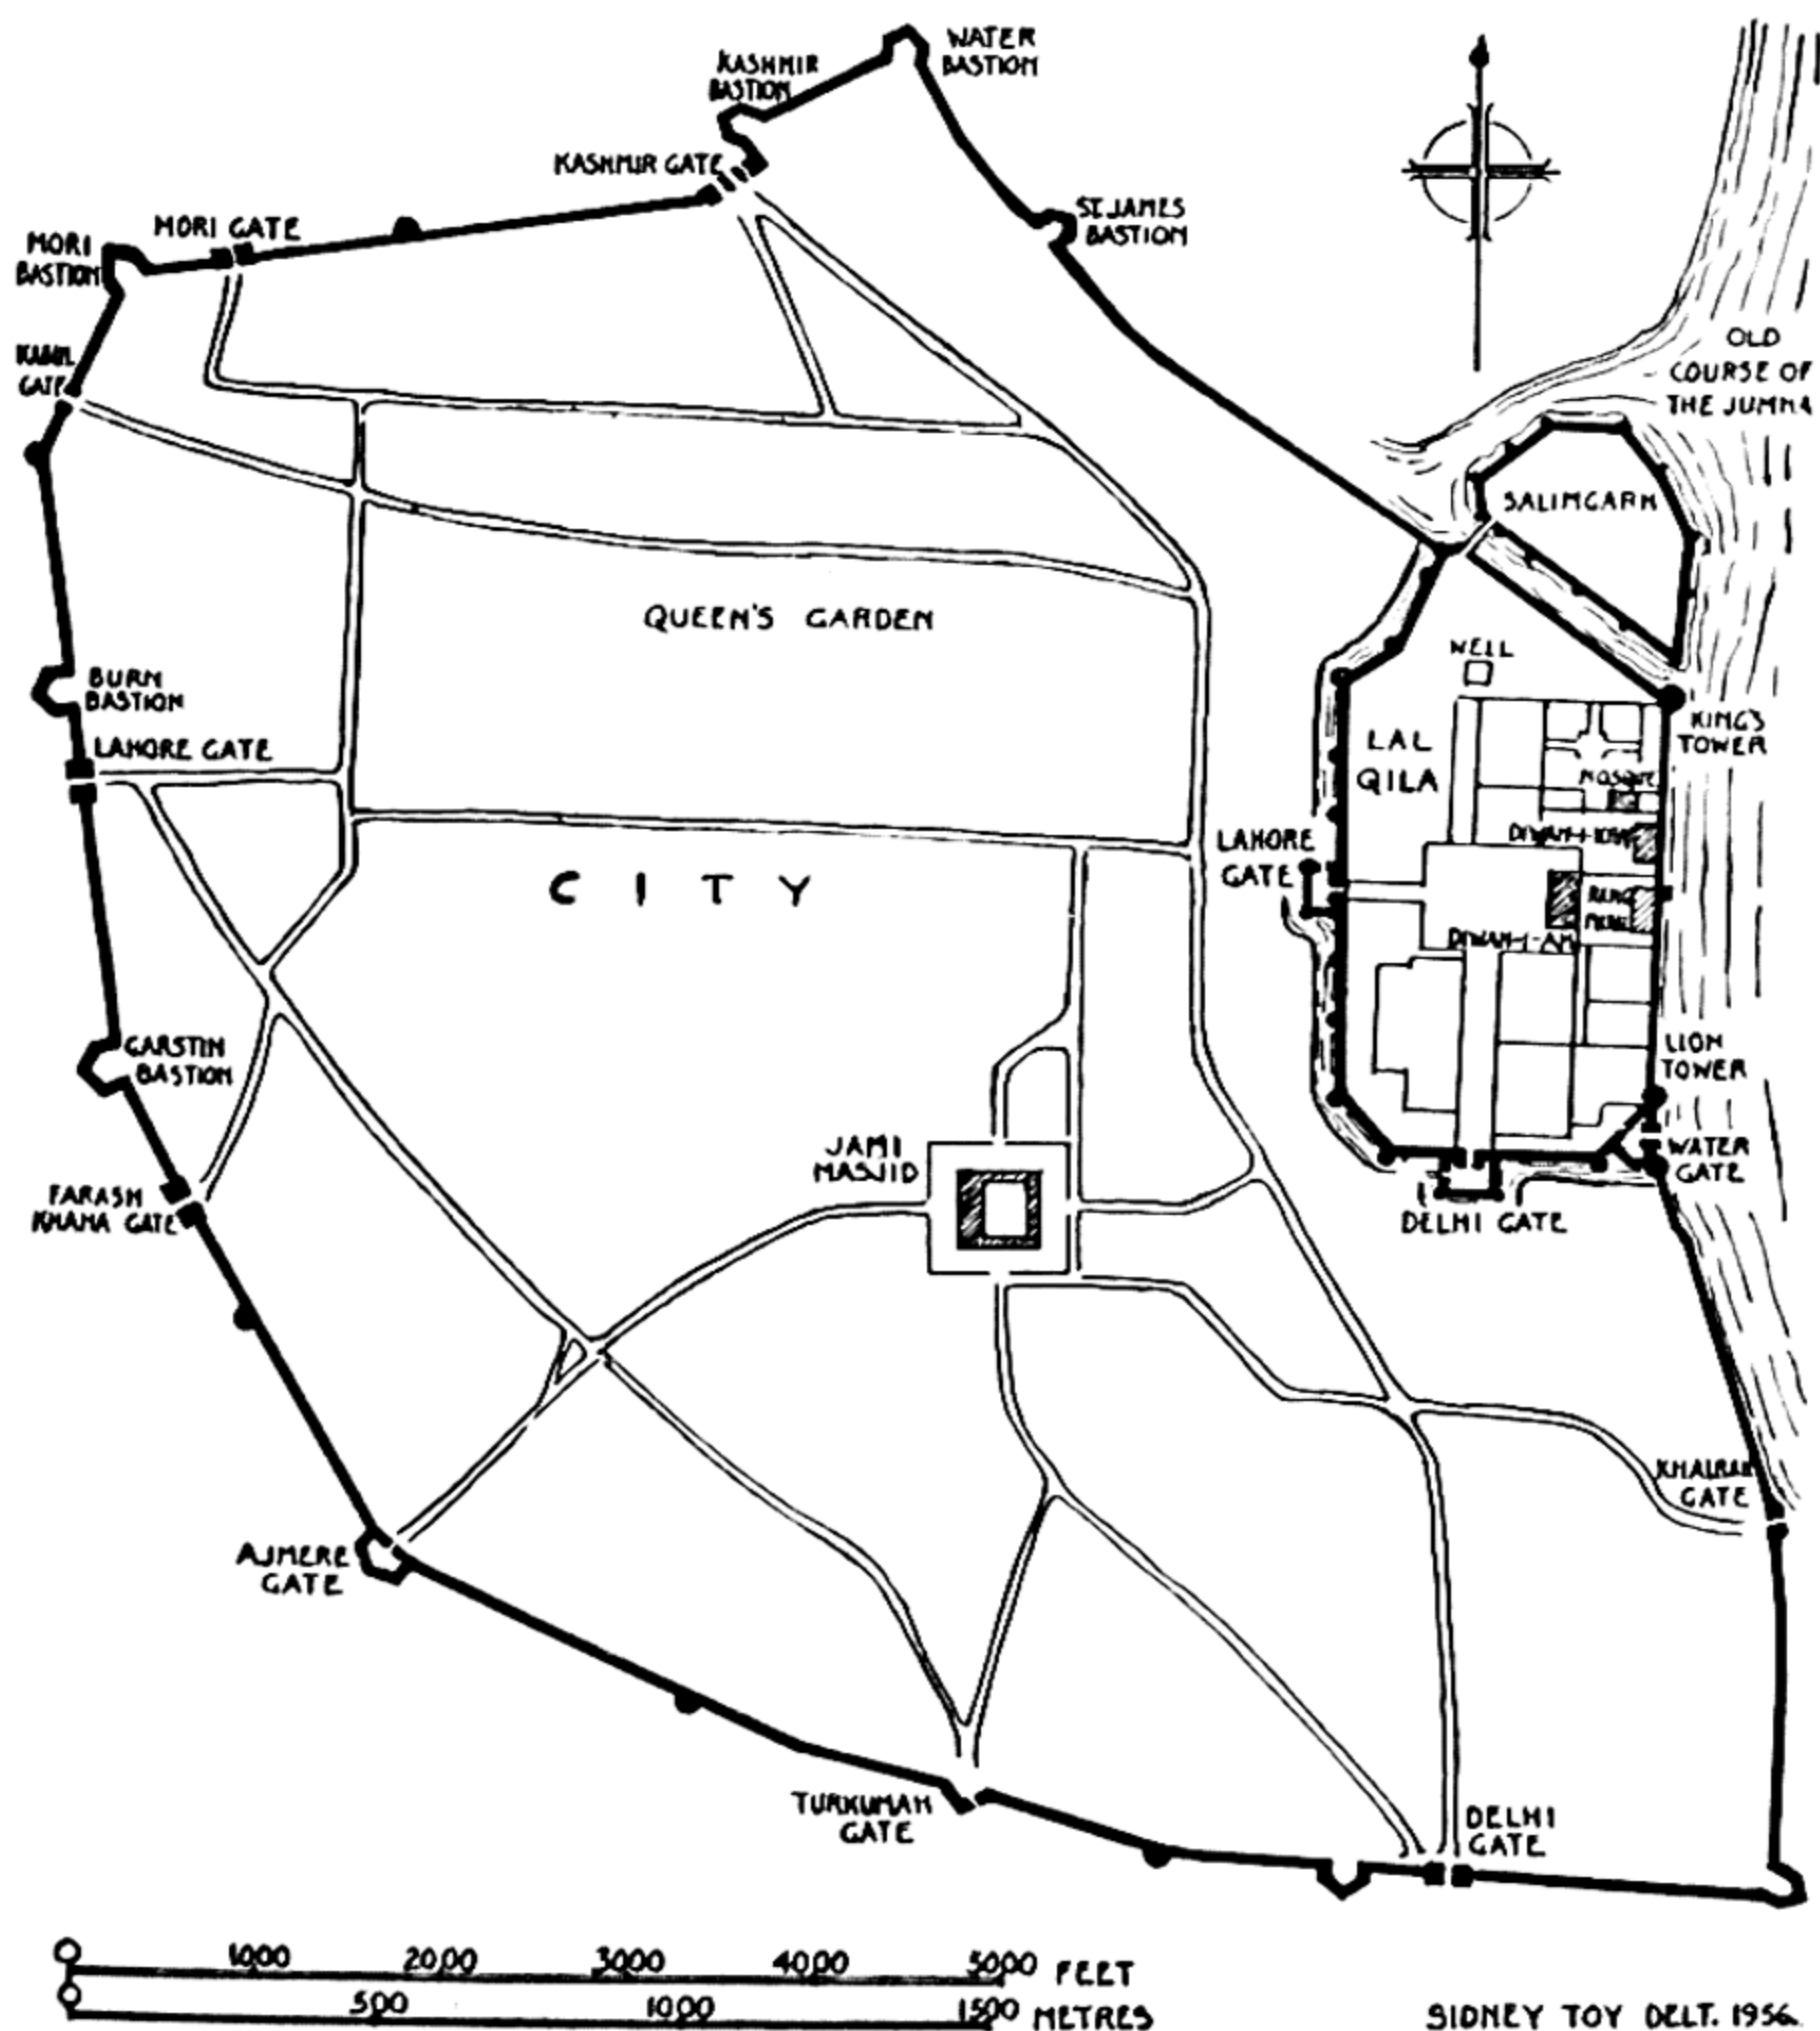 WATER
BASTION
KASHMIR
BASTION
KASHMIR GATE
MORI GATE
MORI
BASTION
ST. JAMES
BASTION
KABUL
GATE
OLD
COURSE OF
THE JUMNA
SALIMGARH
QUEEN'S GARDEN
WELL
BURN
BASTION
LAHORE GATE
LAL
QILA
KING'S
TOWER
MOSQUE
LAHORE
GATE
CITY
DIWAN-I-AM
GARSTIN
BASTION
LION
TOWER
JAMI
MASJID
WATER
GATE
FARASH
KHANA GATE
DELHI GATE
GATE
AJMERE
GATE
TURKUMAN
GATE
DELHI
GATE
0 1000 2000 3000 4000 5000 FEET
0 500 1000 1500 METRES
SIDNEY TOY DELT. 1956.